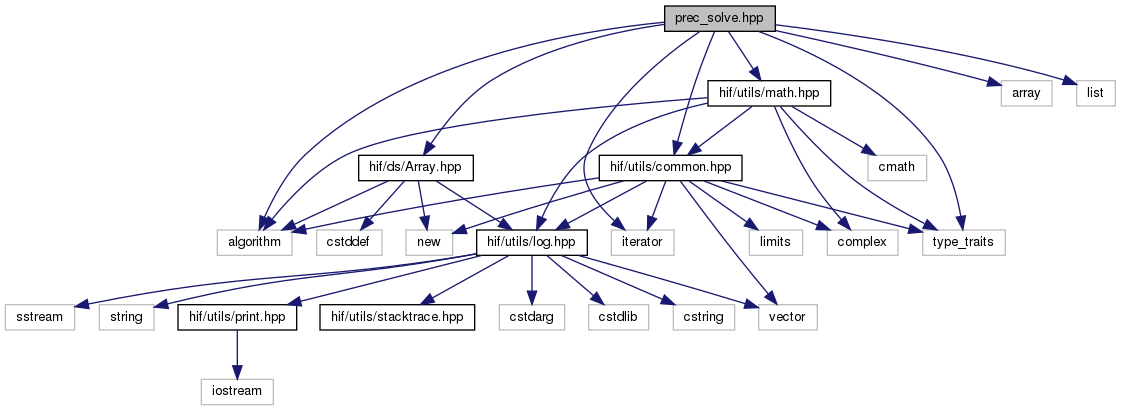 prec_solve.hpp
hif/utils/math.hpp
array
list
hif/ds/Array.hpp
hif/utils/common.hpp
cmath
algorithm
cstddef
new
hif/utils/log.hpp
iterator
limits
complex
type_traits
sstream
string
hif/utils/print.hpp
hif/utils/stacktrace.hpp
cstdarg
cstdlib
cstring
vector
iostream